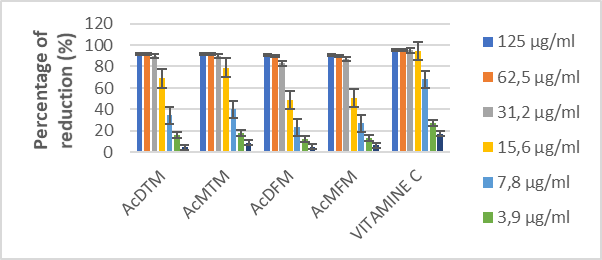 Percentage of
reduction (%)
120
100
80
60
40
20
0
AcDTM
AcMTM
AcDFM
AcMFM
VITAMINE C
125 µg/ml
62,5 µg/ml
31,2 µg/ml
15,6 µg/ml
7,8 µg/ml
3,9 µg/ml